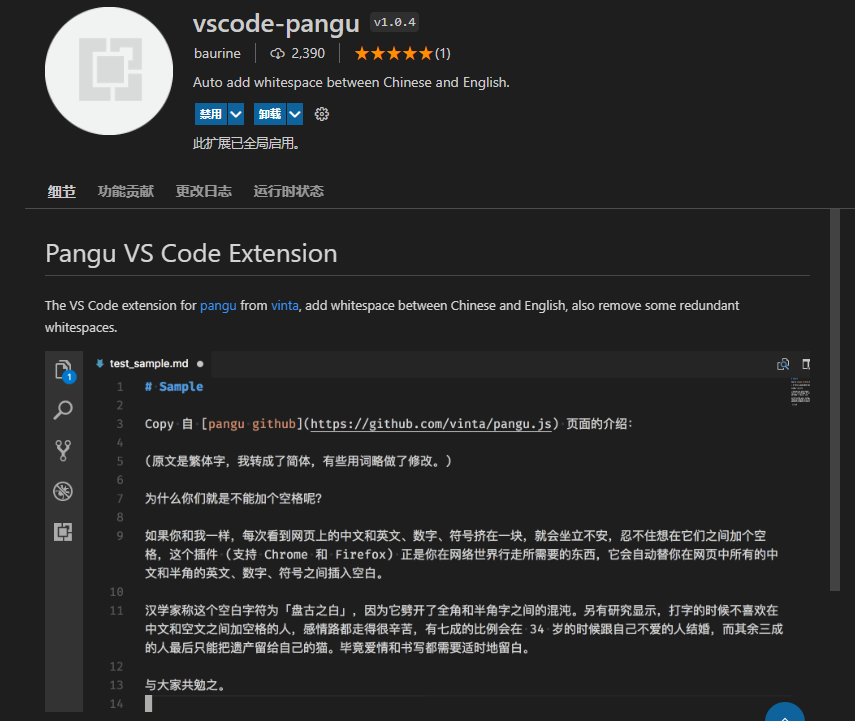 vscode-pangu v1.0.4
baurine 2,390 (1)
Auto add whitespace between Chinese and English.
禁用 卸载
此扩展已全局启用。
细节 功能贡献 更改日志 运行时状态
Pangu VS Code Extension
The VS Code extension for pangu from vinta, add whitespace between Chinese and English, also remove some redundant
whitespaces.
test_sample.md
1
1 # Sample
2
3 Copy 自 [pangu github](https://github.com/vinta/pangu.js) 页面的介绍:
4
5 (原文是繁体字，我转成了简体，有些用词略做了修改。)
6
7 为什么你们就是不能加个空格呢?
8
9 如果你和我一样，每次看到网页上的中文和英文、数字、符号挤在一块，就会坐立不安，忍不住想在它们之间加个空
格，这个插件 (支持 Chrome 和 Firefox) 正是你在网络世界行走所需要的东西，它会自动替你在网页中所有的中
文和半角的英文、数字、符号之间插入空白。
10
11 汉学家称这个空白字符为「盘古之白」，因为它劈开了全角和半角字之间的混沌。另有研究显示，打字的时候不喜欢在
中文和空文之间加空格的人，感情路都走得很辛苦，有七成的比例会在 34 岁的时候跟自己不爱的人结婚，而其余三成
的人最后只能把遗产留给自己的猫。毕竟爱情和书写都需要适时地留白。
12
13 与大家共勉之。
14